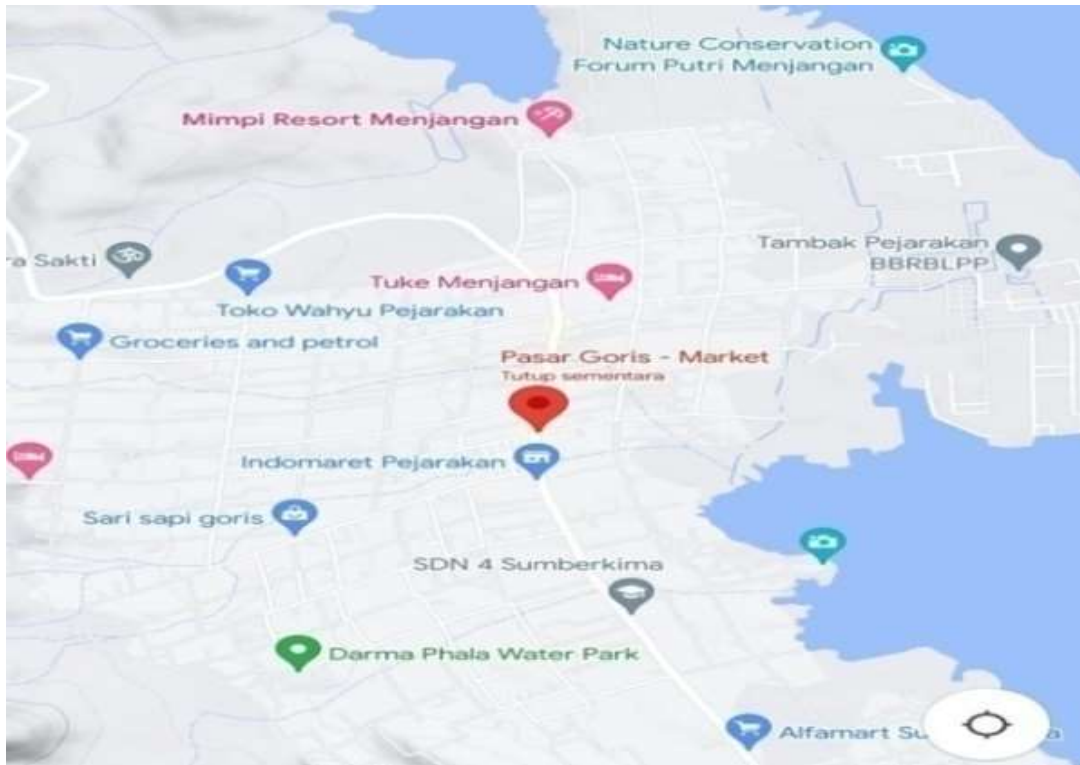 Nature Conservation
Forum Putri Menjangan
Mimpi Resort Menjangan
Tambak Pejarakan
BBRBLPP
a Sakti
Tuke Menjangan
Toko Wahyu Pejarakan
Groceries and petrol
Pasar Goris - Market
Tutup sementara
Indomaret Pejarakan
Sari sapi goris
SDN 4 Sumberkima
Darma Phala Water Park
Alfamart Su a